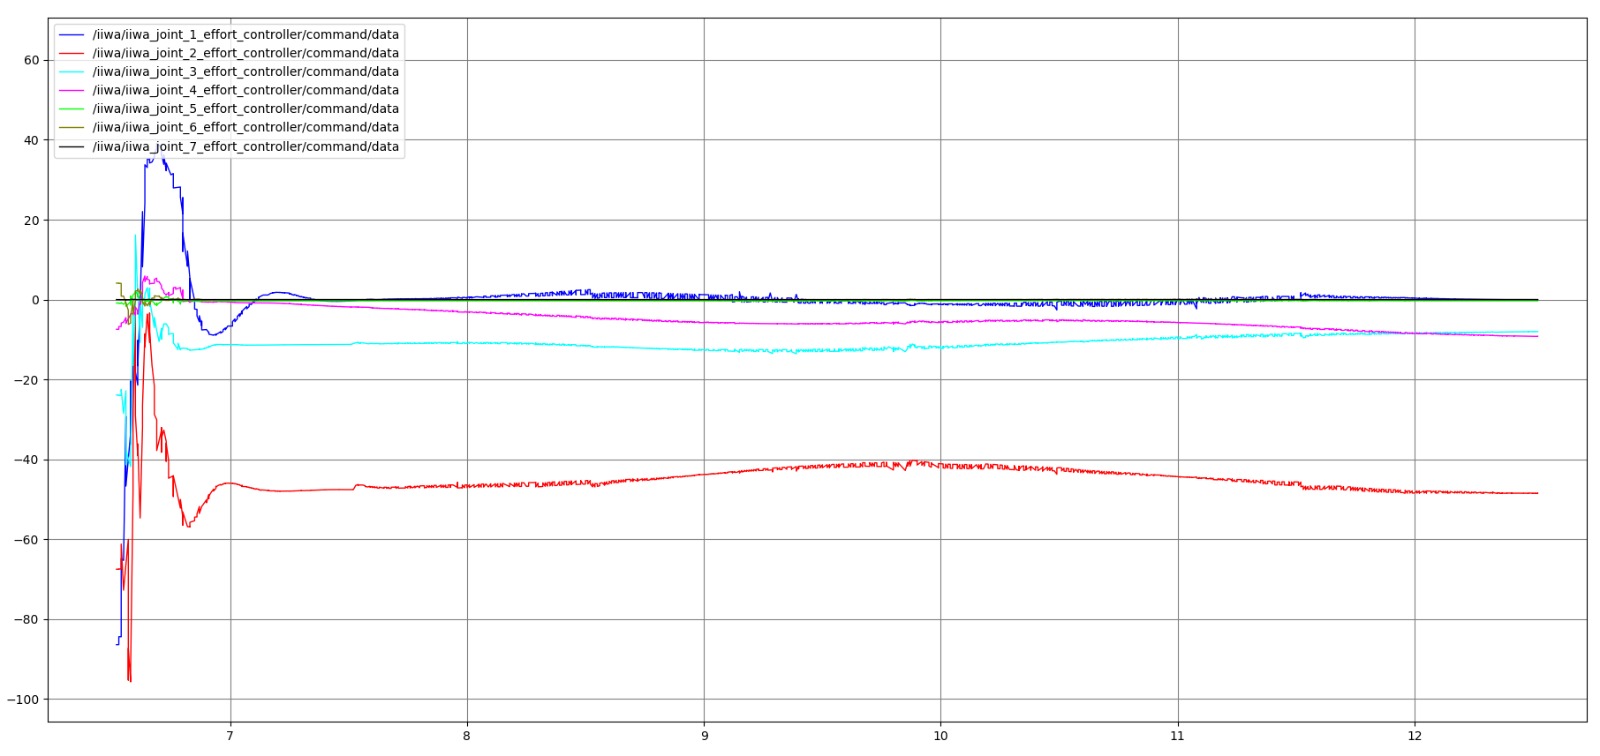 /iiwa/iiwa_joint_1_effort_controller/command/data
/iiwa/iiwa_joint_2_effort_controller/command/data
/iiwa/iiwa_joint_3_effort_controller/command/data
/iiwa/iiwa_joint_4_effort_controller/command/data
/iiwa/iiwa_joint_5_effort_controller/command/data
/iiwa/iiwa_joint_6_effort_controller/command/data
/iiwa/iiwa_joint_7_effort_controller/command/data
60
40
20
0
−20
−40
−60
−80
−100
7 8 9 10 11 12